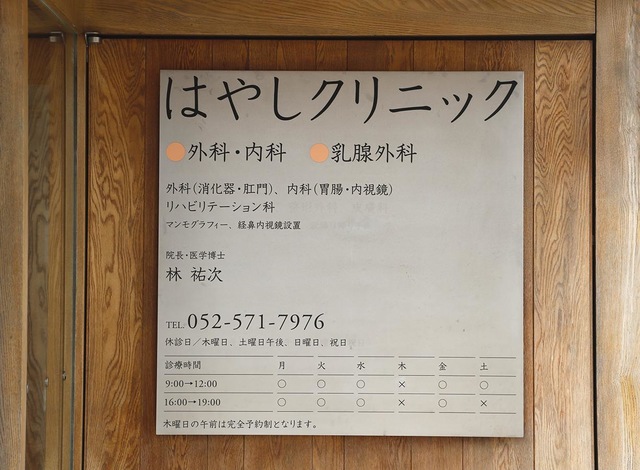 はやしクリニック
●外科・内科 ●乳腺外科
外科(消化器・肛門)、内科(胃腸・内視鏡)
リハビリテーション科
マンモグラフィー、経鼻内視鏡設置
院長・医学博士
林 祐次
TEL 052-571-7976
休診日／木曜日、土曜日午後、日曜日、祝日
診療時間 月 火 水 木 金 土
9:00→12:00 ○ ○ ○ × ○ ○
16:00→19:00 ○ ○ ○ × ○ ×
木曜日の午前は完全予約制となります。